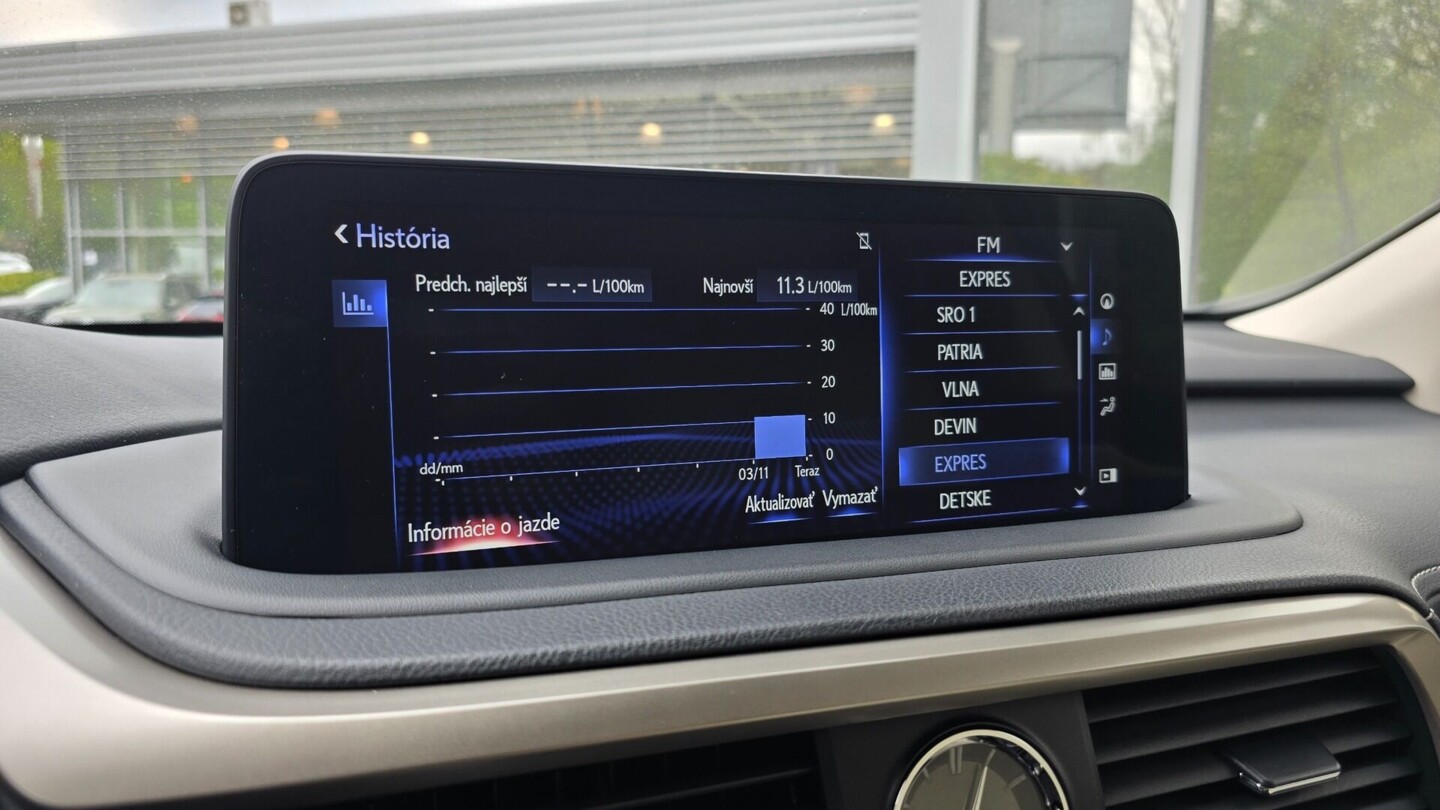 História
Predch. najlepší --.- L/100km Najnovší 11.3 L/100km
40 L/100km
30
20
10
0
dd/mm 03/11 Teraz
Aktualizovať Vymazať
Informácie o jazde
FM
EXPRES
SRO 1
PATRIA
VLNA
DEVIN
EXPRES
DETSKE